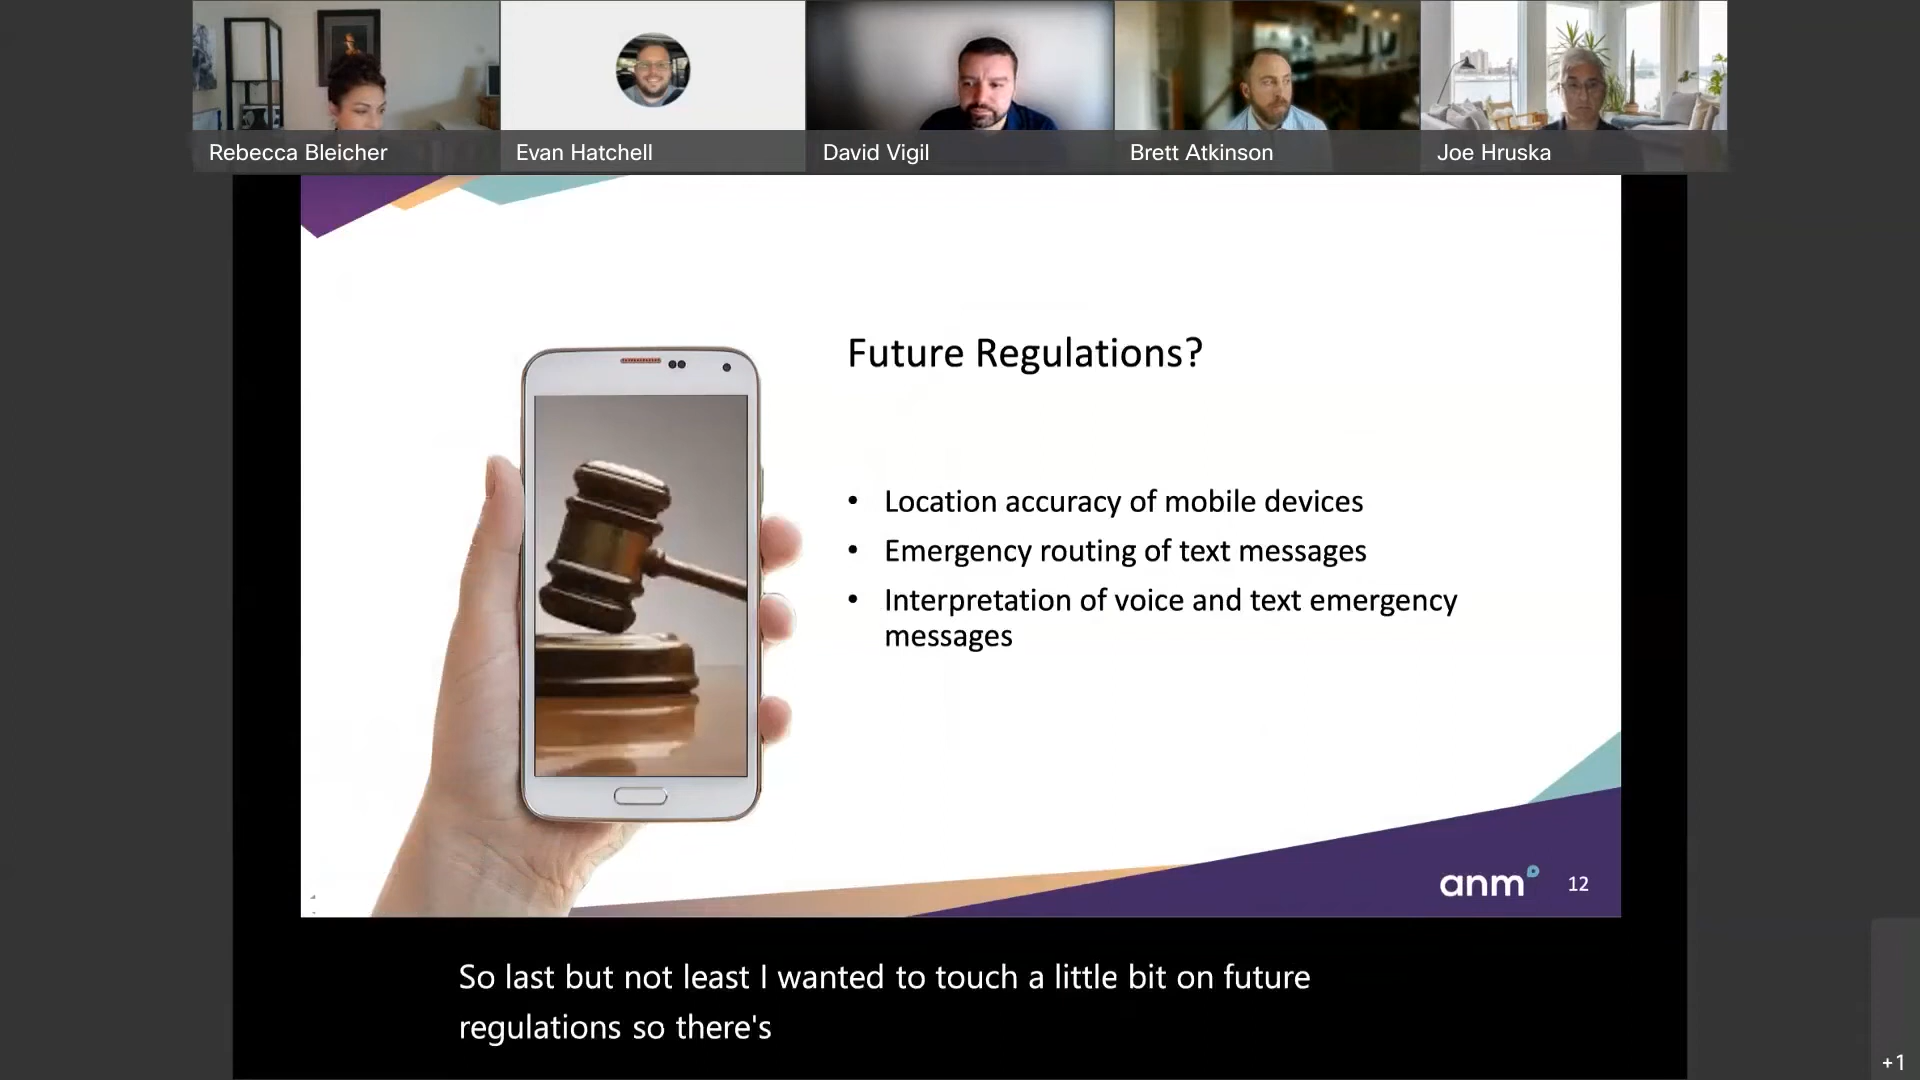 Rebecca Bleicher
Evan Hatchell
David Vigil
Brett Atkinson
Joe Hruska
Future Regulations?
• Location accuracy of mobile devices
• Emergency routing of text messages
• Interpretation of voice and text emergency
messages
anm
12
So last but not least I wanted to touch a little bit on future
regulations so there's
+1